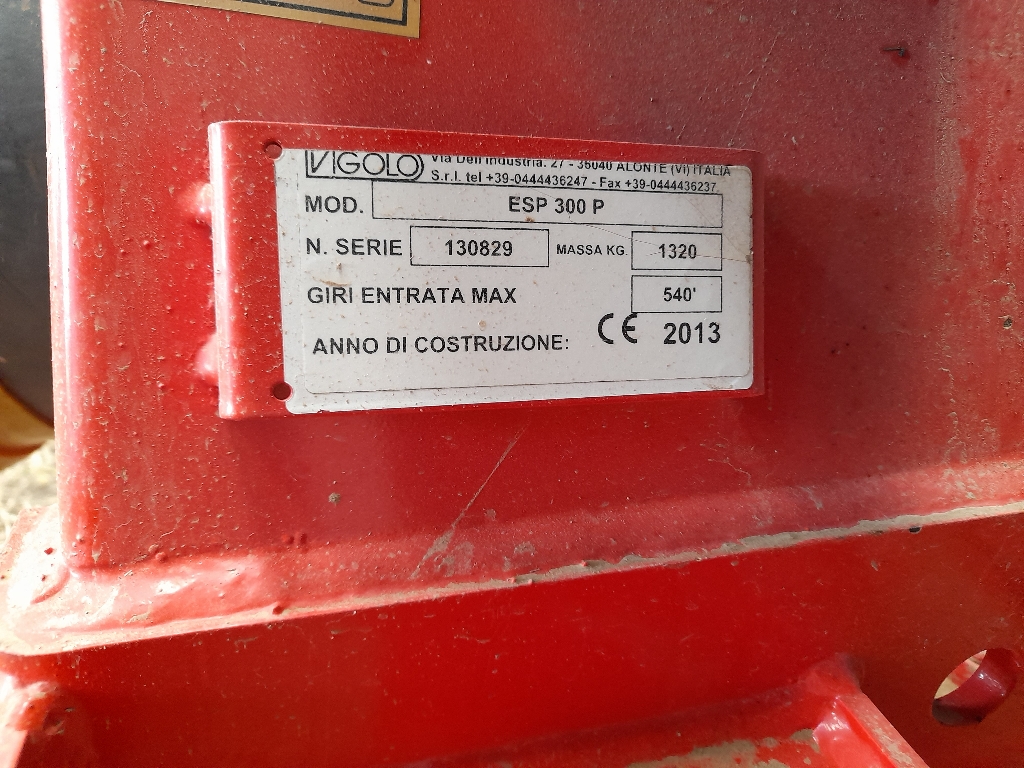 VIGOLO Via Dell'industria. 27 - 36040 ALONTE (VI) ITALIA
S.r.l. tel +39-0444436247 - Fax +39-0444436237.
MOD. ESP 300 P
N. SERIE 130829 MASSA KG. 1320
GIRI ENTRATA MAX 540'
ANNO DI COSTRUZIONE: CE 2013